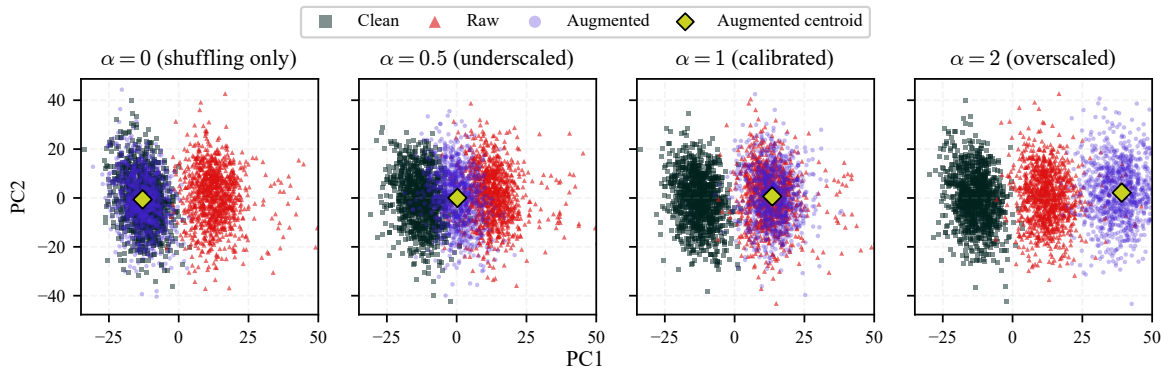 Clean Raw Augmented Augmented centroid
α = 0 (shuffling only) α = 0.5 (underscaled) α = 1 (calibrated) α = 2 (overscaled)
40
20
0
−20
−40
PC2
−25 0 25 50 −25 0 25 50 −25 0 25 50 −25 0 25 50
PC1